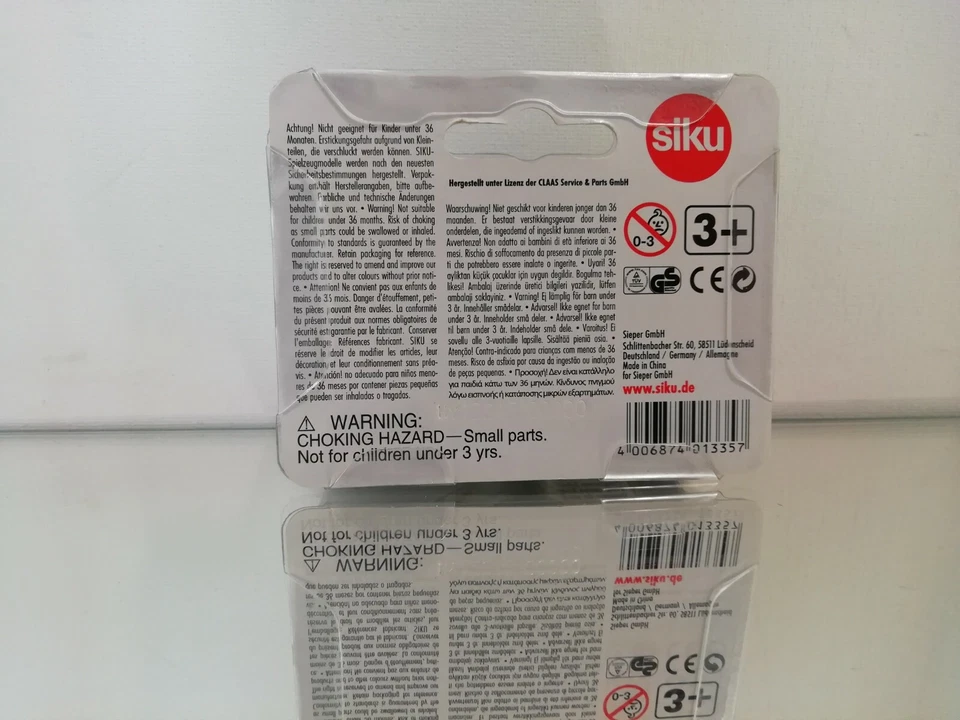 Achtung! Nicht geeignet für Kinder unter 36
Monaten. Erstickungsgefahr aufgrund von Klein-
teilen, die verschluckt werden können. SIKU-
Spielzeugmodelle werden nach den neuesten
Sicherheitsbestimmungen hergestellt. Verpak-
kung enthält Herstellerangaben, bitte aufbe-
wahren. Farbliche und technische Änderungen
behalten wir uns vor. • Warning! Not suitable
for children under 36 months. Risk of choking
as small parts could be swallowed or inhaled.
Conformity to standards is guaranteed by the
manufacturer. Retain packaging for reference.
The right is reserved to amend and improve our
products and to alter colours without prior noti-
ce. • Attention! Ne convient pas aux enfants de
moins de 36 mois. Danger d'étouffement, peti-
tes pièces pouvant être avalées. La conformité
du présent produit aux normes obligatoires de
sécurité est garantie par le fabricant. Conserver
l'emballage: Références fabricant. SIKU se
réserve le droit de modifier les articles, leur
décoration et leur conditionnement sans préa-
vis. • Atención! no adecuado para niños meno-
res de 36 meses por contener piezas pequeñas
que pueden ser inhaladas o tragadas.
⚠ WARNING:
CHOKING HAZARD—Small parts.
Not for children under 3 yrs.
Hergestellt unter Lizenz der CLAAS Service & Parts GmbH
Waarschuwing! Niet geschikt voor kinderen jonger dan 36
maanden. Er bestaat verstikkingsgevaar door kleine
onderdelen, die ingeademd of ingeslikt kunnen worden. •
Avvertenza! Non adatto ai bambini di età inferiore ai 36
mesi. Rischio di soffocamento da presenza di piccole par-
ti che potrebbero essere inalate o ingerite. • Uyarı! 36
aylıktan küçük çocuklar için uygun değildir. Bogulma teh-
likesi! Ambalaj üzerinde üretici bilgileri yazilidir, lütfen
ambalaji saklayiniz. • Varning! Ej lämplig för barn under
3 år. Innehåller smådelar. • Advarsel! Ikke egnet for barn
under 3 år. Inneholder små deler. • Advarsel! Ikke egnet
til børn under 3 år. Indeholder små dele. • Varoitus! Ei
sovellu alle 3-vuotiaille lapsille. Sisältää pieniä osia. •
Atenção! Contra-indicado para crianças com menos de 36
meses. Risco de asfixia por causa da ingestão ou inalação
de peças pequenas. • Προσοχή! Δεν είναι κατάλληλο
για παιδιά κάτω των 36 μηνών. Κίνδυνος πνιγμού
λόγω εισπνοής ή κατάποσης μικρών εξαρτημάτων.
siku
0-3
3+
TÜV GS CE
Sieper GmbH
Schlittenbacher Str. 60, 58511 Lüdenscheid
Deutschland / Germany / Allemagne
Made in China
for Sieper GmbH
www.siku.de
4 006874 013357